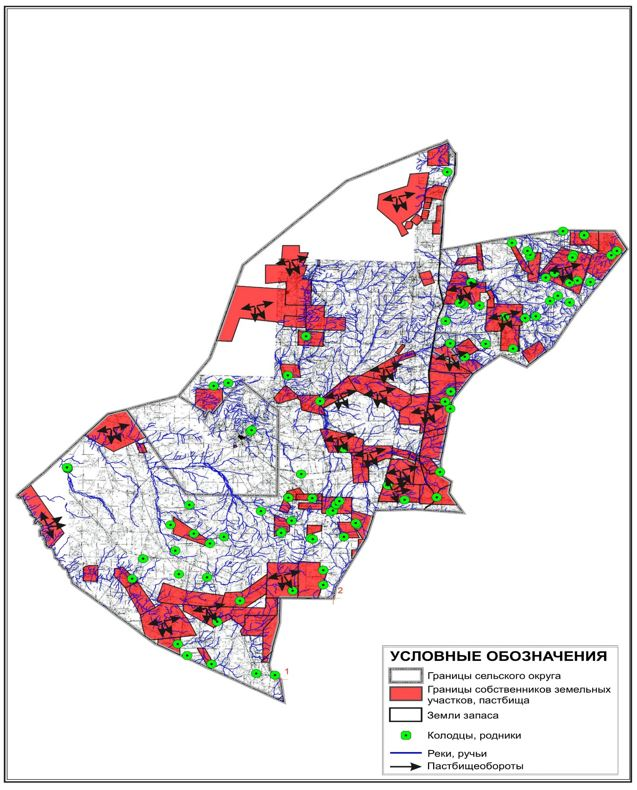 2
1
УСЛОВНЫЕ ОБОЗНАЧЕНИЯ
Границы сельского округа
Границы собственников земельных
участков, пастбища
Земли запаса
Колодцы, родники
Реки, ручьи
Пастбищеобороты